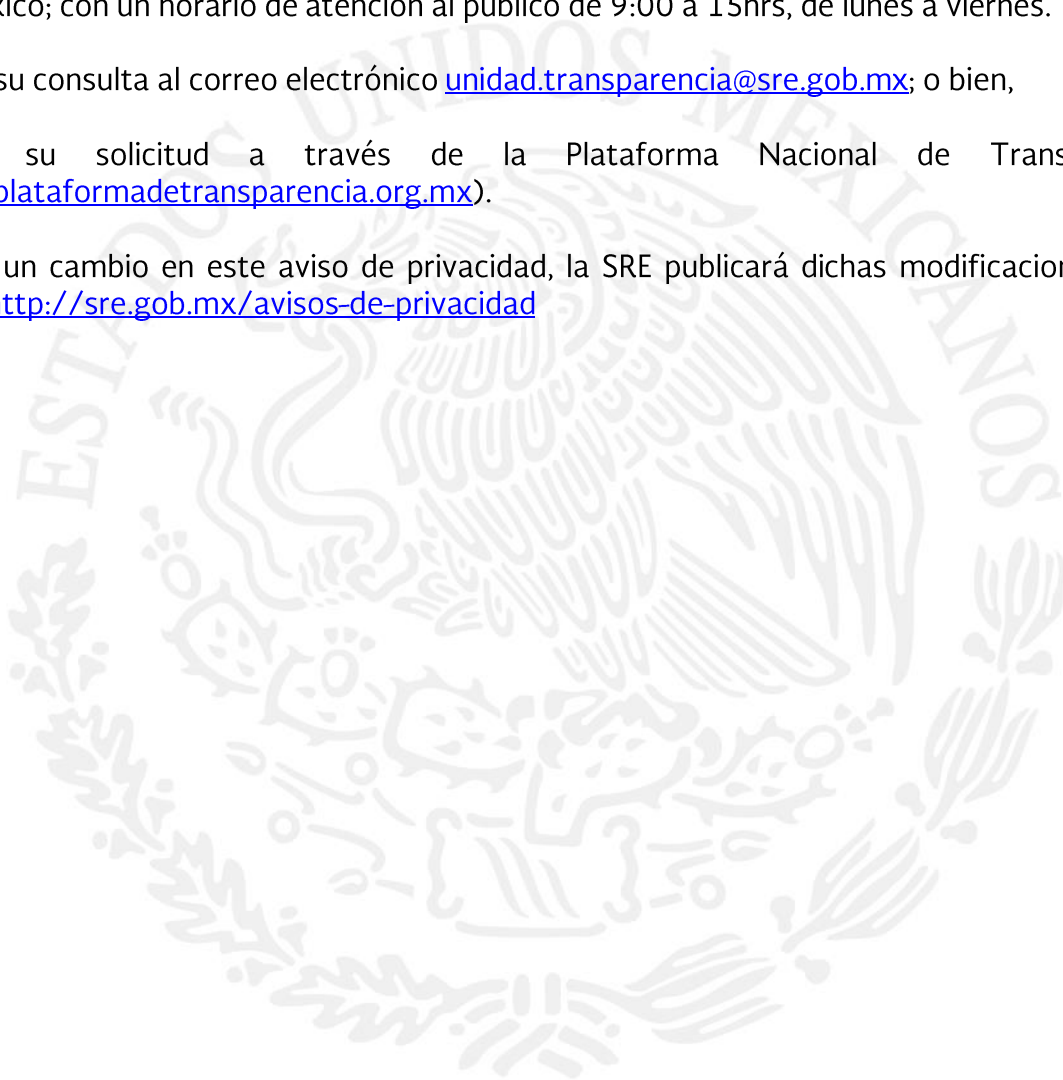 xico; con un horario de atención al público de 9:00 a 15hrs, de lunes a viernes.
su consulta al correo electrónico unidad.transparencia@sre.gob.mx; o bien,
su solicitud a través de la Plataforma Nacional de Trans
plataformadetransparencia.org.mx).
un cambio en este aviso de privacidad, la SRE publicará dichas modificacion
ttp://sre.gob.mx/avisos-de-privacidad
ESTADOS UNIDOS MEXICANOS